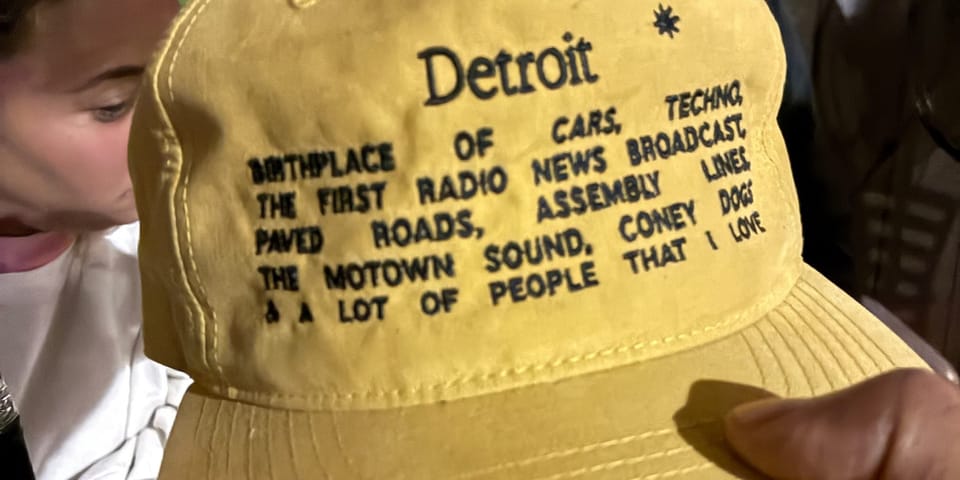 Detroit *
BIRTHPLACE OF CARS, TECHNO,
THE FIRST RADIO NEWS BROADCAST,
PAVED ROADS, ASSEMBLY LINES,
THE MOTOWN SOUND, CONEY DOGS
& A LOT OF PEOPLE THAT I LOVE